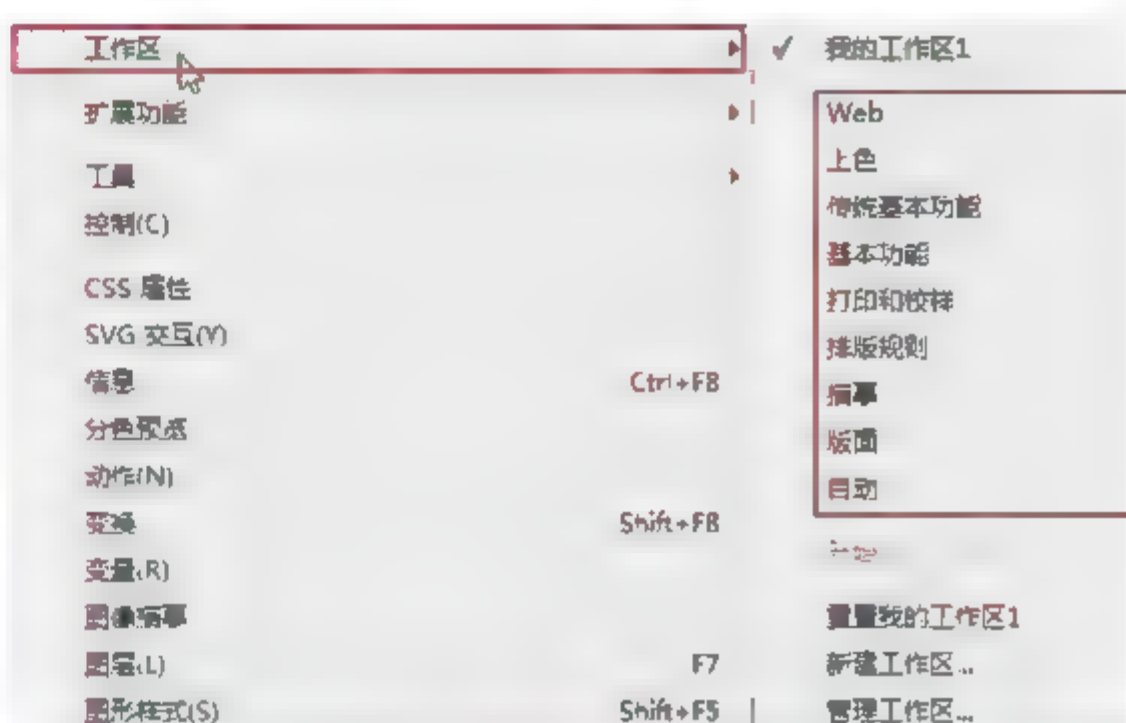 工作区
扩展功能
工具
控制(C)
CSS 属性
SVG 交互(Y)
信息 Ctrl+F8
分色预览
动作(N)
变换 Shift+F8
变量(R)
图像描摹
图层(L) F7
图形样式(S) Shift+F5
✓ 我的工作区1
Web
上色
传统基本功能
基本功能
打印和校样
排版规则
描摹
版面
自动
重置我的工作区1
新建工作区...
管理工作区...